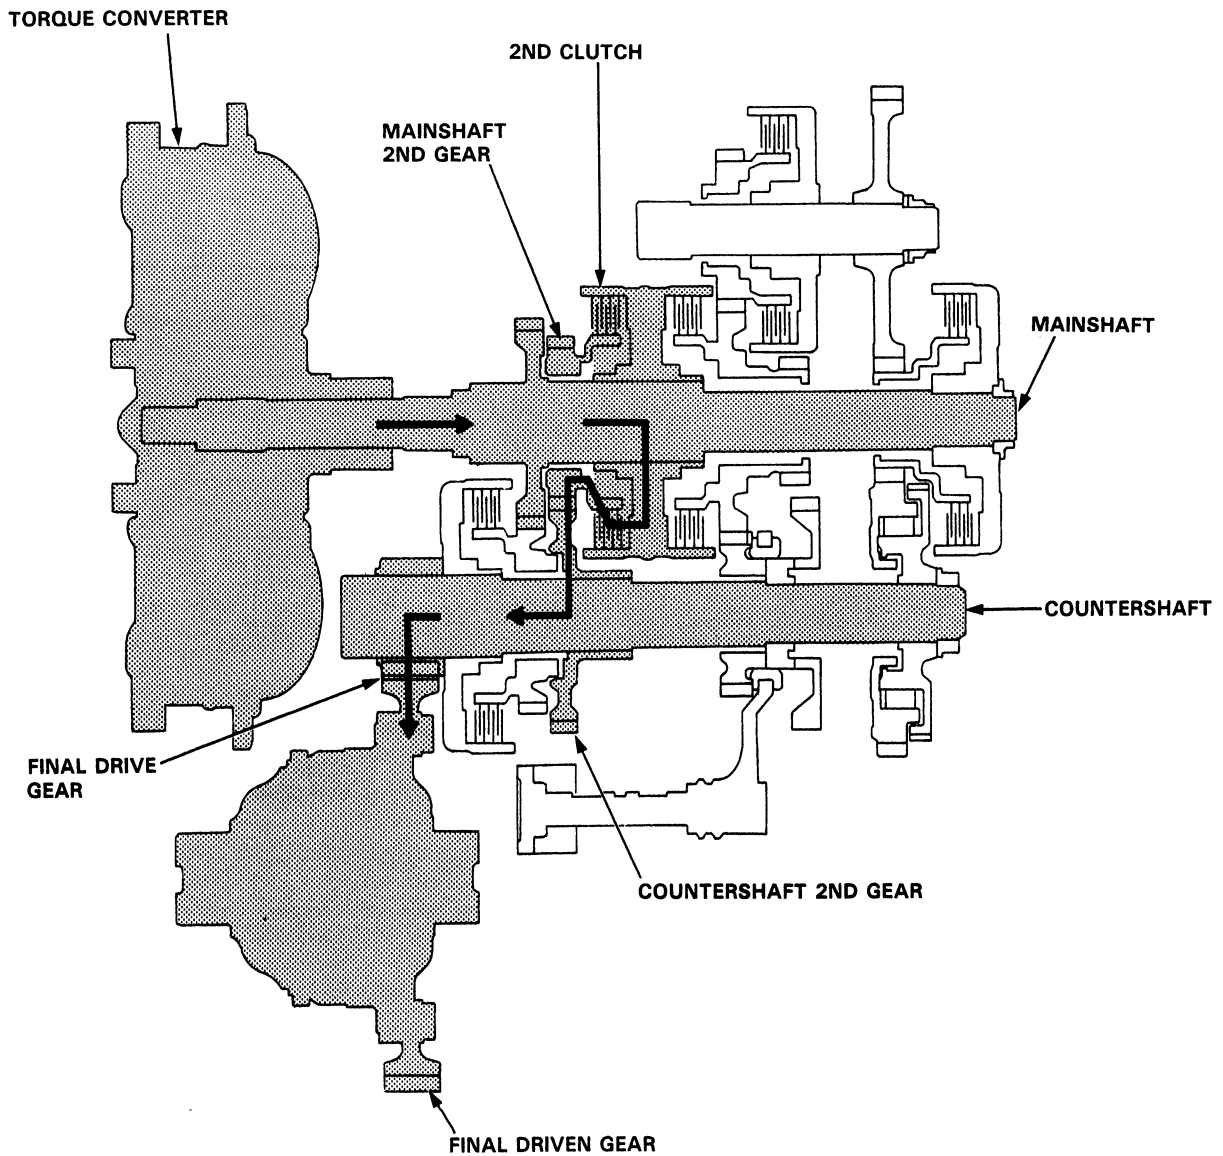 TORQUE CONVERTER
2ND CLUTCH
MAINSHAFT
2ND GEAR
MAINSHAFT
COUNTERSHAFT
FINAL DRIVE
GEAR
COUNTERSHAFT 2ND GEAR
FINAL DRIVEN GEAR